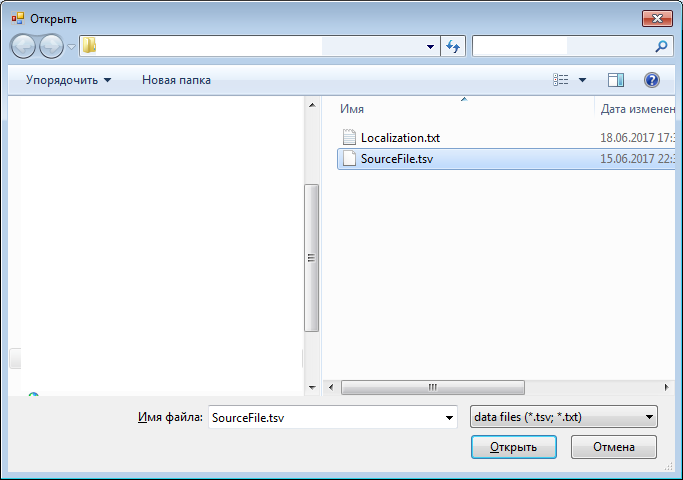 Открыть
Упорядочить Новая папка
Имя Дата изменен
Localization.txt 18.06.2017 17:3
SourceFile.tsv 15.06.2017 22:3
Имя файла: SourceFile.tsv data files (*.tsv; *.txt)
Открыть Отмена